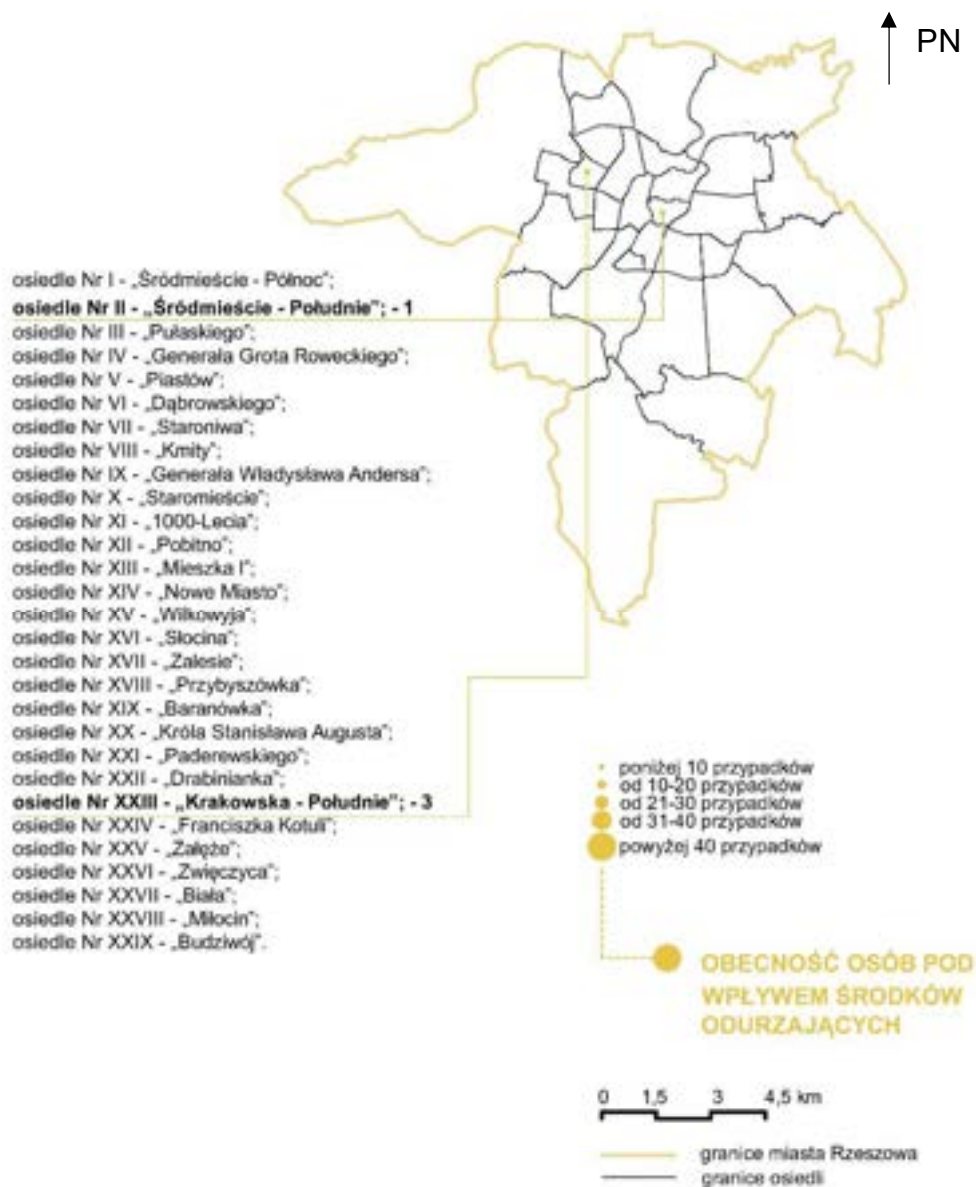 PN
osiedle Nr I - „Śródmieście - Północ”;
osiedle Nr II - „Śródmieście - Południe”; - 1
osiedle Nr III - „Pułaskiego”;
osiedle Nr IV - „Generała Grota Roweckiego”;
osiedle Nr V - „Piastów”;
osiedle Nr VI - „Dąbrowskiego”;
osiedle Nr VII - „Staroniwa”;
osiedle Nr VIII - „Kmity”;
osiedle Nr IX - „Generała Władysława Andersa”;
osiedle Nr X - „Staromieście”;
osiedle Nr XI - „1000-Lecia”;
osiedle Nr XII - „Pobitno”;
osiedle Nr XIII - „Mieszka I”;
osiedle Nr XIV - „Nowe Miasto”;
osiedle Nr XV - „Wilkowyja”;
osiedle Nr XVI - „Słocina”;
osiedle Nr XVII - „Zalesie”;
osiedle Nr XVIII - „Przybyszówka”;
osiedle Nr XIX - „Baranówka”;
osiedle Nr XX - „Króla Stanisława Augusta”;
osiedle Nr XXI - „Paderewskiego”;
osiedle Nr XXII - „Drabinianka”;
osiedle Nr XXIII - „Krakowska - Południe”; - 3
osiedle Nr XXIV - „Franciszka Kotuli”;
osiedle Nr XXV - „Załęże”;
osiedle Nr XXVI - „Zwięczyca”;
osiedle Nr XXVII - „Biała”;
osiedle Nr XXVIII - „Miłocin”;
osiedle Nr XXIX - „Budziwój”.
poniżej 10 przypadków
od 10-20 przypadków
od 21-30 przypadków
od 31-40 przypadków
powyżej 40 przypadków
OBECNOŚĆ OSÓB POD
WPŁYWEM ŚRODKÓW
ODURZAJĄCYCH
0 1,5 3 4,5 km
granice miasta Rzeszowa
granice osiedli